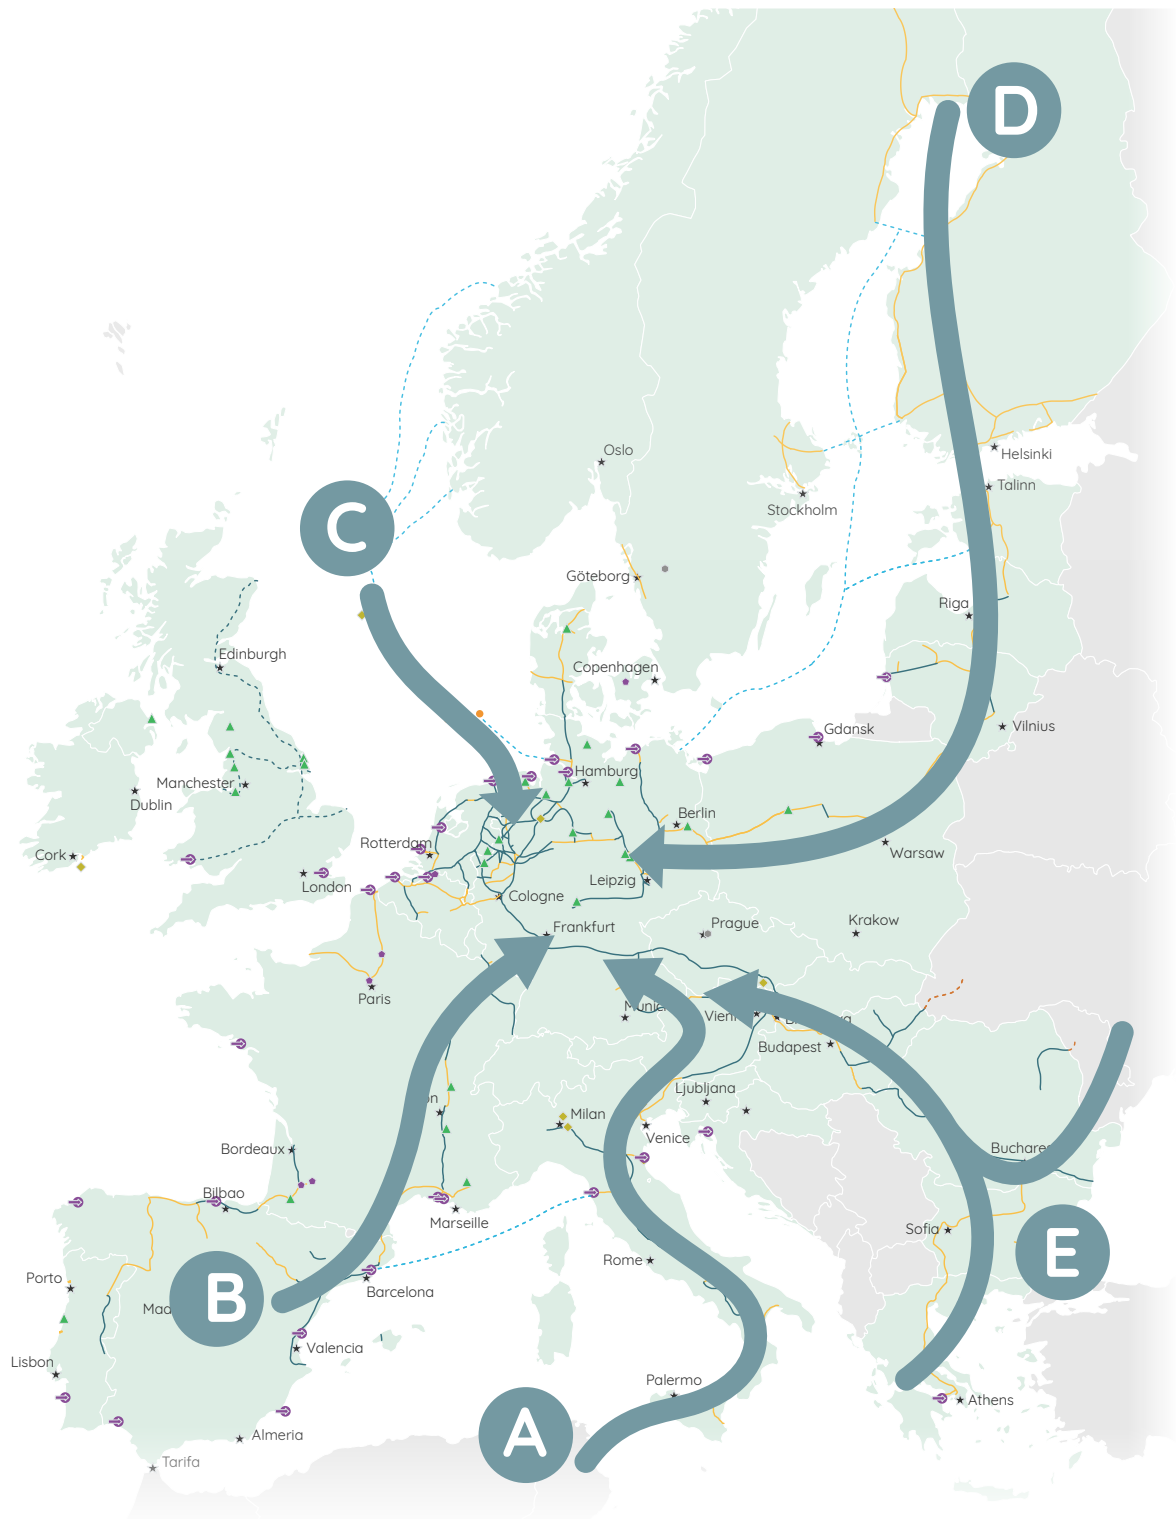 D
Oslo
Helsinki
Talinn
Stockholm
C
Göteborg
Riga
Edinburgh
Copenhagen
Vilnius
Gdansk
Hamburg
Manchester
Dublin
Berlin
Rotterdam
Warsaw
Cork
London
Leipzig
Cologne
Prague
Krakow
Frankfurt
Paris
Budapest
Ljubljana
Milan
Venice
Bordeaux
Bilbao
Marseille
Sofia
E
Rome
Porto
B
Barcelona
Valencia
Lisbon
Palermo
Athens
Almeria
A
Tarifa